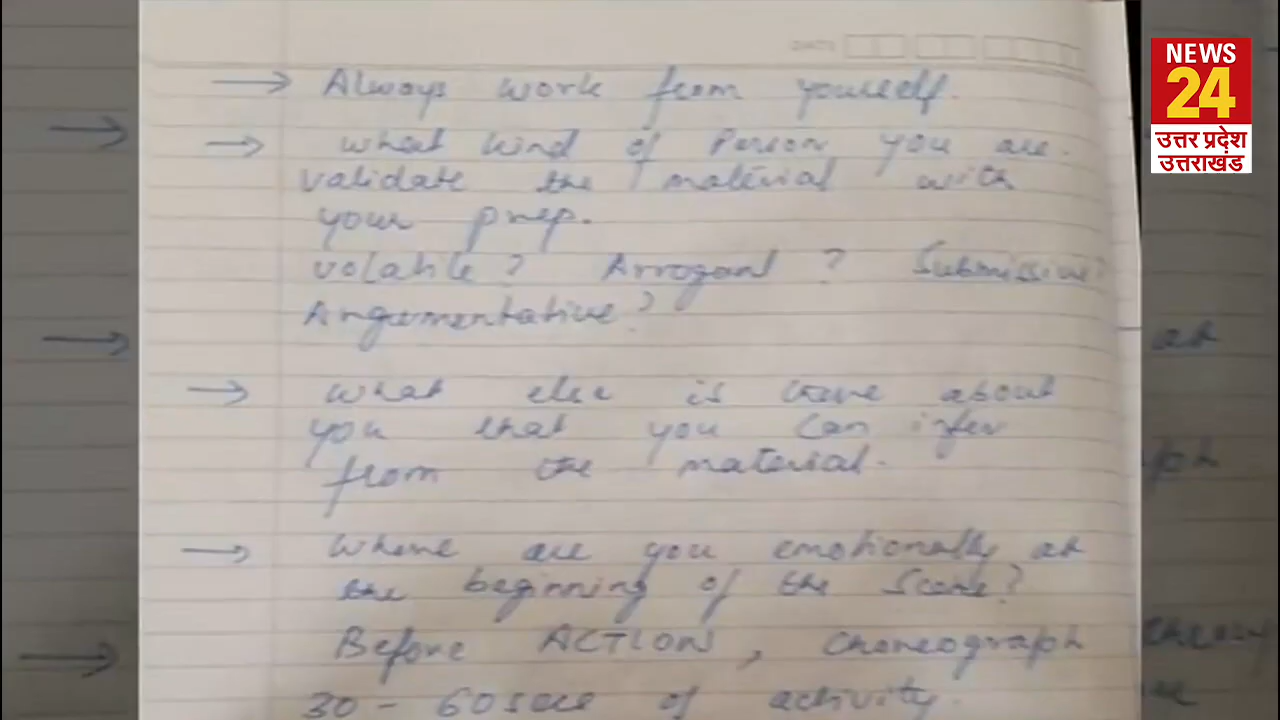 DATE
→ Always work from yourself.
→ what kind of Person you are.
validate the material with
your prep.
volatile? Arrogant? Submissive?
Argumentative?
→ what else is true about
you that you can infer
from the material.
→ Where are you emotionally at
the beginning of the Scene?
Before ACTION, choreograph
30 - 60 secs of activity.
NEWS
24
उत्तर प्रदेश
उत्तराखंड